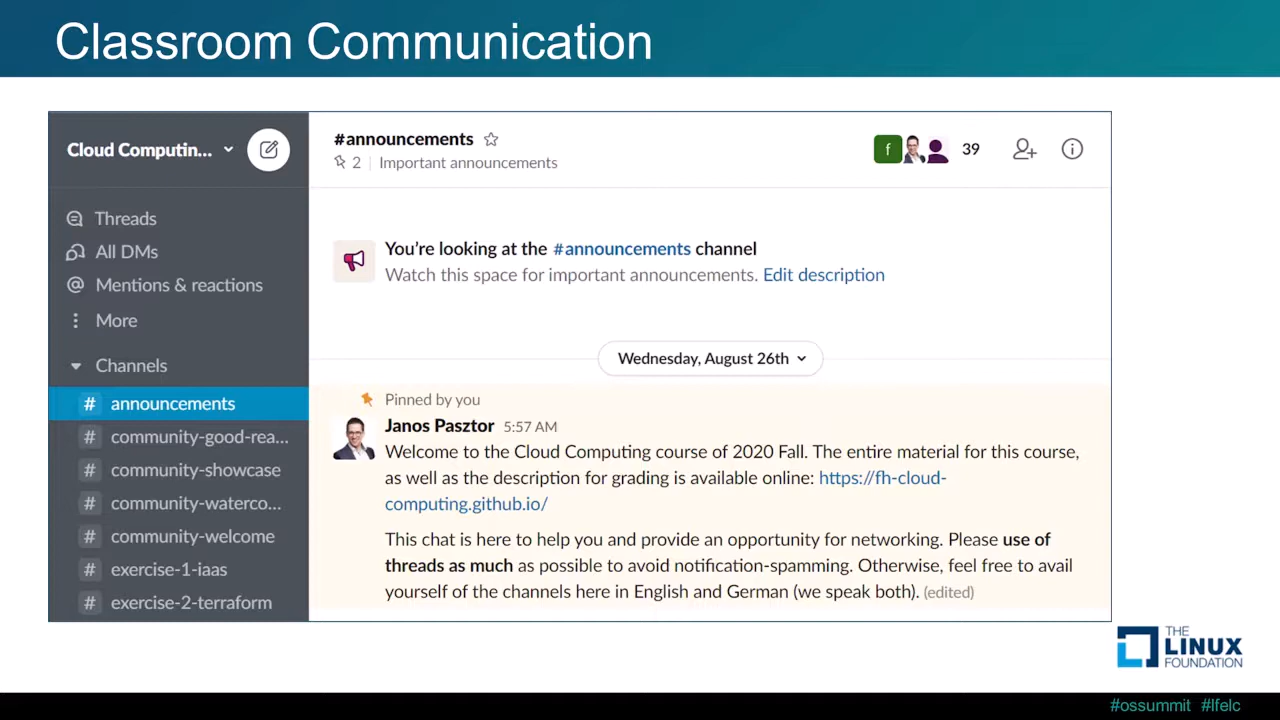 Classroom Communication
Cloud Computin...
Threads
All DMs
Mentions & reactions
More
Channels
# announcements
# community-good-rea...
# community-showcase
# community-waterco...
# community-welcome
# exercise-1-iaas
# exercise-2-terraform
#announcements
2 | Important announcements
f
39
You're looking at the #announcements channel
Watch this space for important announcements. Edit description
Wednesday, August 26th
Pinned by you
Janos Pasztor 5:57 AM
Welcome to the Cloud Computing course of 2020 Fall. The entire material for this course,
as well as the description for grading is available online: https://fh-cloud-
computing.github.io/
This chat is here to help you and provide an opportunity for networking. Please use of
threads as much as possible to avoid notification-spamming. Otherwise, feel free to avail
yourself of the channels here in English and German (we speak both). (edited)
THE
LINUX
FOUNDATION
#ossummit #lfelc